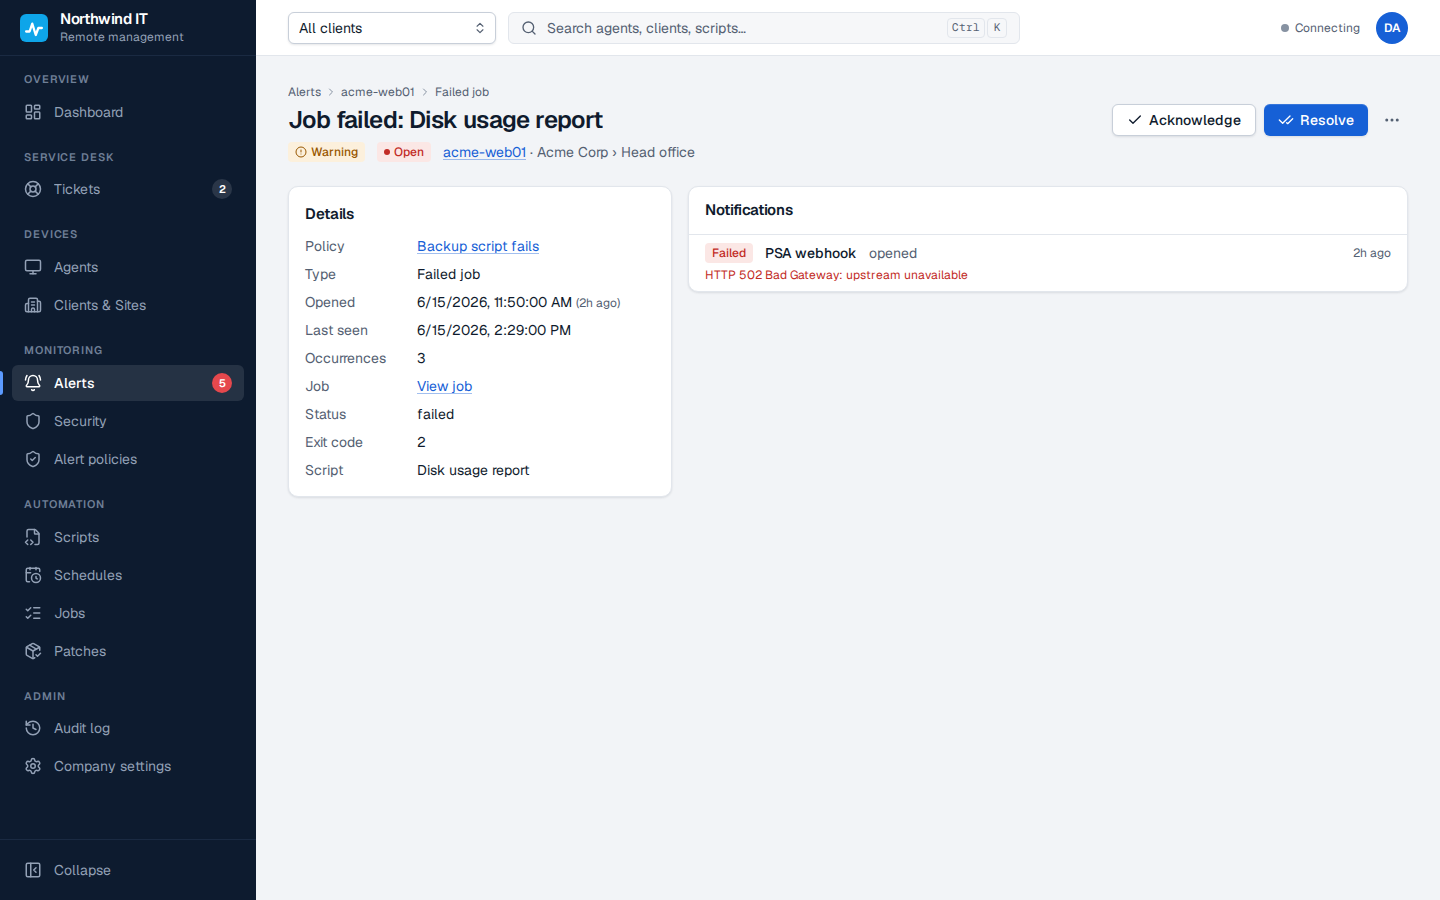 Northwind IT
Remote management
All clients
Search agents, clients, scripts...
Ctrl K
Connecting
DA
OVERVIEW
Dashboard
SERVICE DESK
Tickets 2
DEVICES
Agents
Clients & Sites
MONITORING
Alerts 5
Security
Alert policies
AUTOMATION
Scripts
Schedules
Jobs
Patches
ADMIN
Audit log
Company settings
Collapse
Alerts > acme-web01 > Failed job
Job failed: Disk usage report
Acknowledge
Resolve
Warning Open acme-web01 · Acme Corp › Head office
Details
Policy Backup script fails
Type Failed job
Opened 6/15/2026, 11:50:00 AM (2h ago)
Last seen 6/15/2026, 2:29:00 PM
Occurrences 3
Job View job
Status failed
Exit code 2
Script Disk usage report
Notifications
Failed PSA webhook opened 2h ago
HTTP 502 Bad Gateway: upstream unavailable